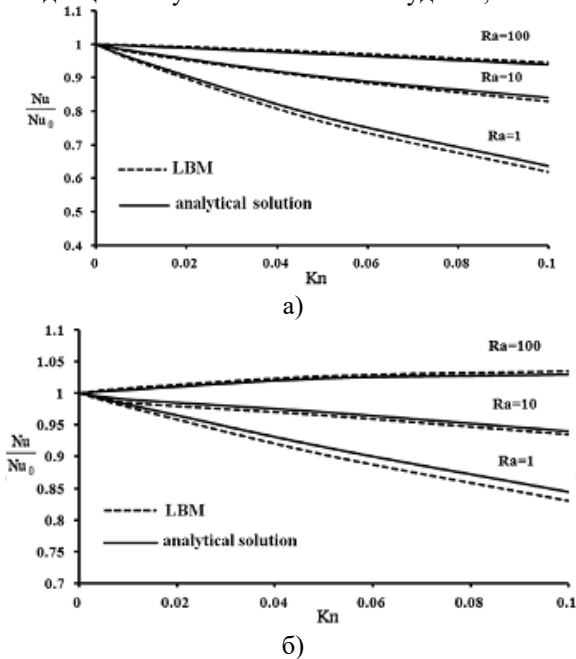 1.1
1
0.9
0.8
0.7
0.6
0.5
0.4
Nu
Nu0
Ra=100
Ra=10
Ra=1
LBM
analytical solution
0 0.02 0.04 0.06 0.08 0.1
Kn
а)
1.1
1.05
1
0.95
0.9
0.85
0.8
0.75
0.7
Nu
Nu0
Ra=100
Ra=10
Ra=1
LBM
analytical solution
0 0.02 0.04 0.06 0.08 0.1
Kn
б)